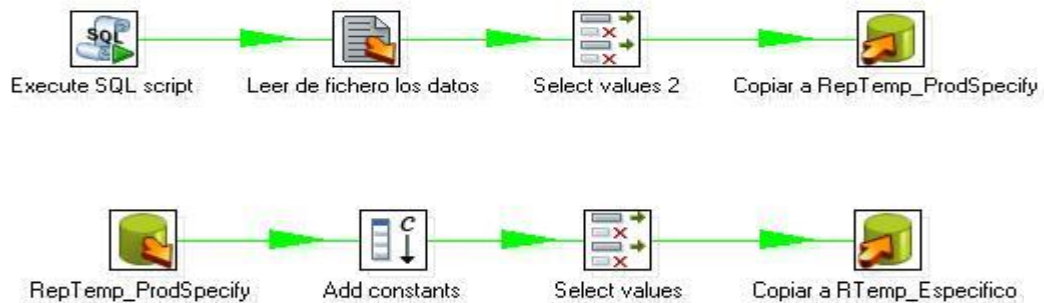 SQL
Execute SQL script
Leer de fichero los datos
Select values 2
Copiar a RepTemp_ProdSpecify
C
RepTemp_ProdSpecify
Add constants
Select values
Copiar a RTemp_Especifico